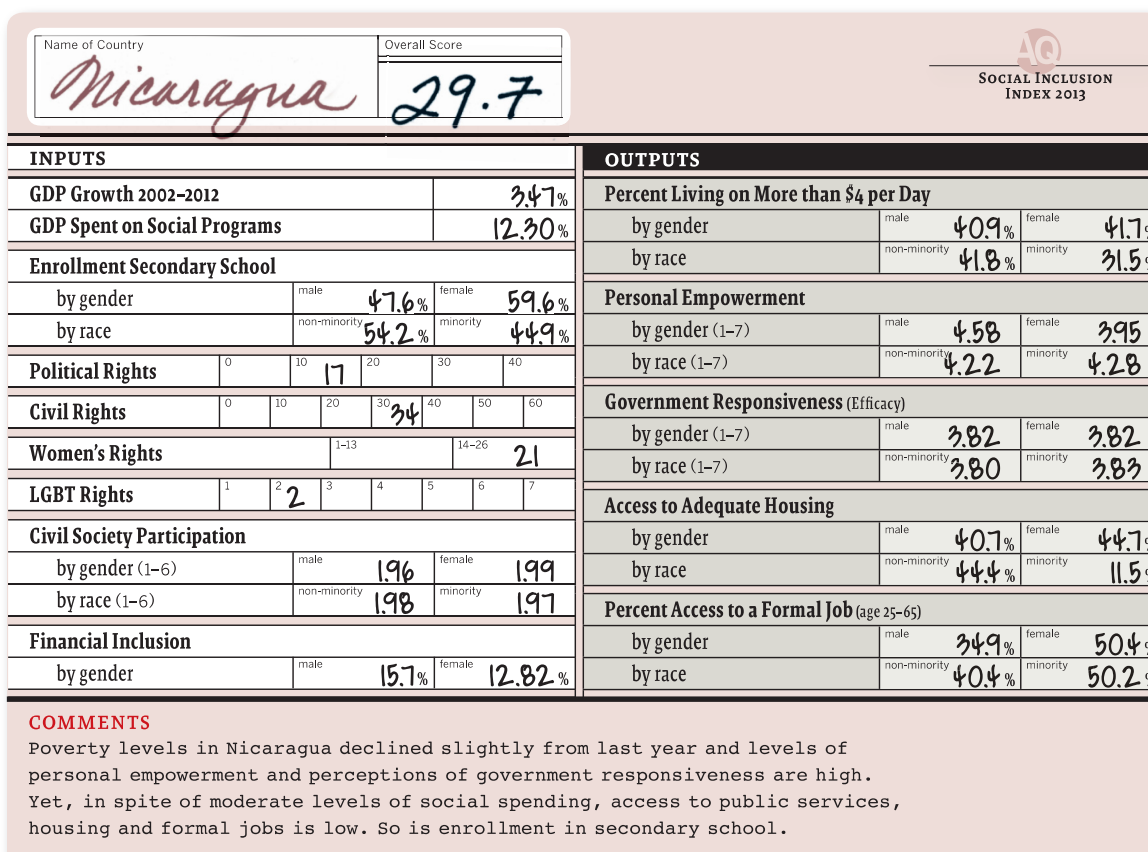 Name of Country
Overall Score
Nicaragua
29.7
AQ
SOCIAL INCLUSION
INDEX 2013
INPUTS
GDP Growth 2002–2012 3.47%
GDP Spent on Social Programs 12.30%
Enrollment Secondary School
by gender male 47.6% female 59.6%
by race non-minority 54.2% minority 44.9%
Political Rights 0 10 17 20 30 40
Civil Rights 0 10 20 30 34 40 50 60
Women's Rights 1–13 14–26 21
LGBT Rights 1 2 2 3 4 5 6 7
Civil Society Participation
by gender (1–6) male 1.96 female 1.99
by race (1–6) non-minority 1.98 minority 1.97
Financial Inclusion
by gender male 15.7% female 12.82%
OUTPUTS
Percent Living on More than $4 per Day
by gender male 40.9% female 41.7%
by race non-minority 41.8% minority 31.5%
Personal Empowerment
by gender (1–7) male 4.58 female 3.95
by race (1–7) non-minority 4.22 minority 4.28
Government Responsiveness (Efficacy)
by gender (1–7) male 3.82 female 3.82
by race (1–7) non-minority 3.80 minority 3.83
Access to Adequate Housing
by gender male 40.7% female 44.7%
by race non-minority 44.4% minority 11.5%
Percent Access to a Formal Job (age 25–65)
by gender male 34.9% female 50.4%
by race non-minority 40.4% minority 50.2%
COMMENTS
Poverty levels in Nicaragua declined slightly from last year and levels of
personal empowerment and perceptions of government responsiveness are high.
Yet, in spite of moderate levels of social spending, access to public services,
housing and formal jobs is low. So is enrollment in secondary school.